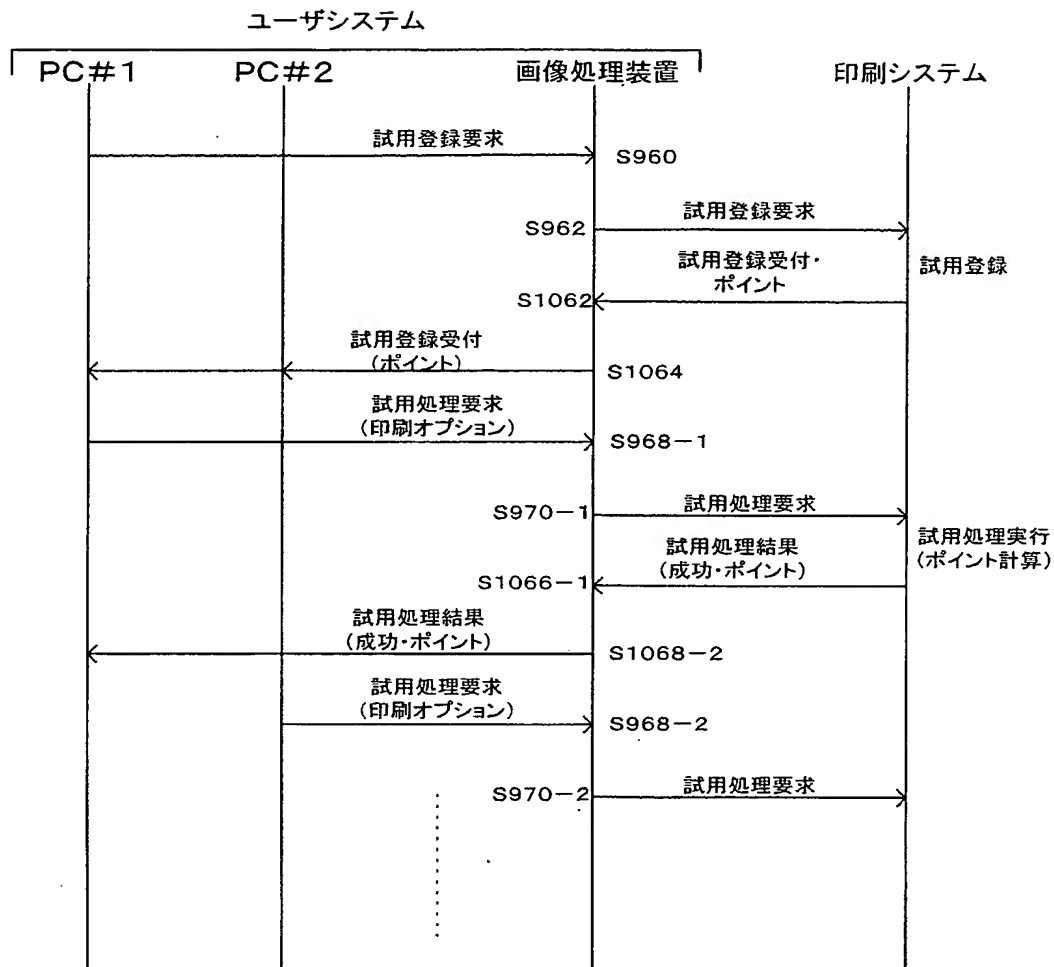 ユーザシステム
PC#1
PC#2
画像処理装置
印刷システム
試用登録要求
S960
試用登録要求
S962
試用登録受付・
ポイント
試用登録
S1062
試用登録受付
(ポイント)
S1064
試用処理要求
(印刷オプション)
S968-1
S970-1
試用処理要求
試用処理実行
(ポイント計算)
試用処理結果
(成功・ポイント)
S1066-1
試用処理結果
(成功・ポイント)
S1068-2
試用処理要求
(印刷オプション)
S968-2
S970-2
試用処理要求